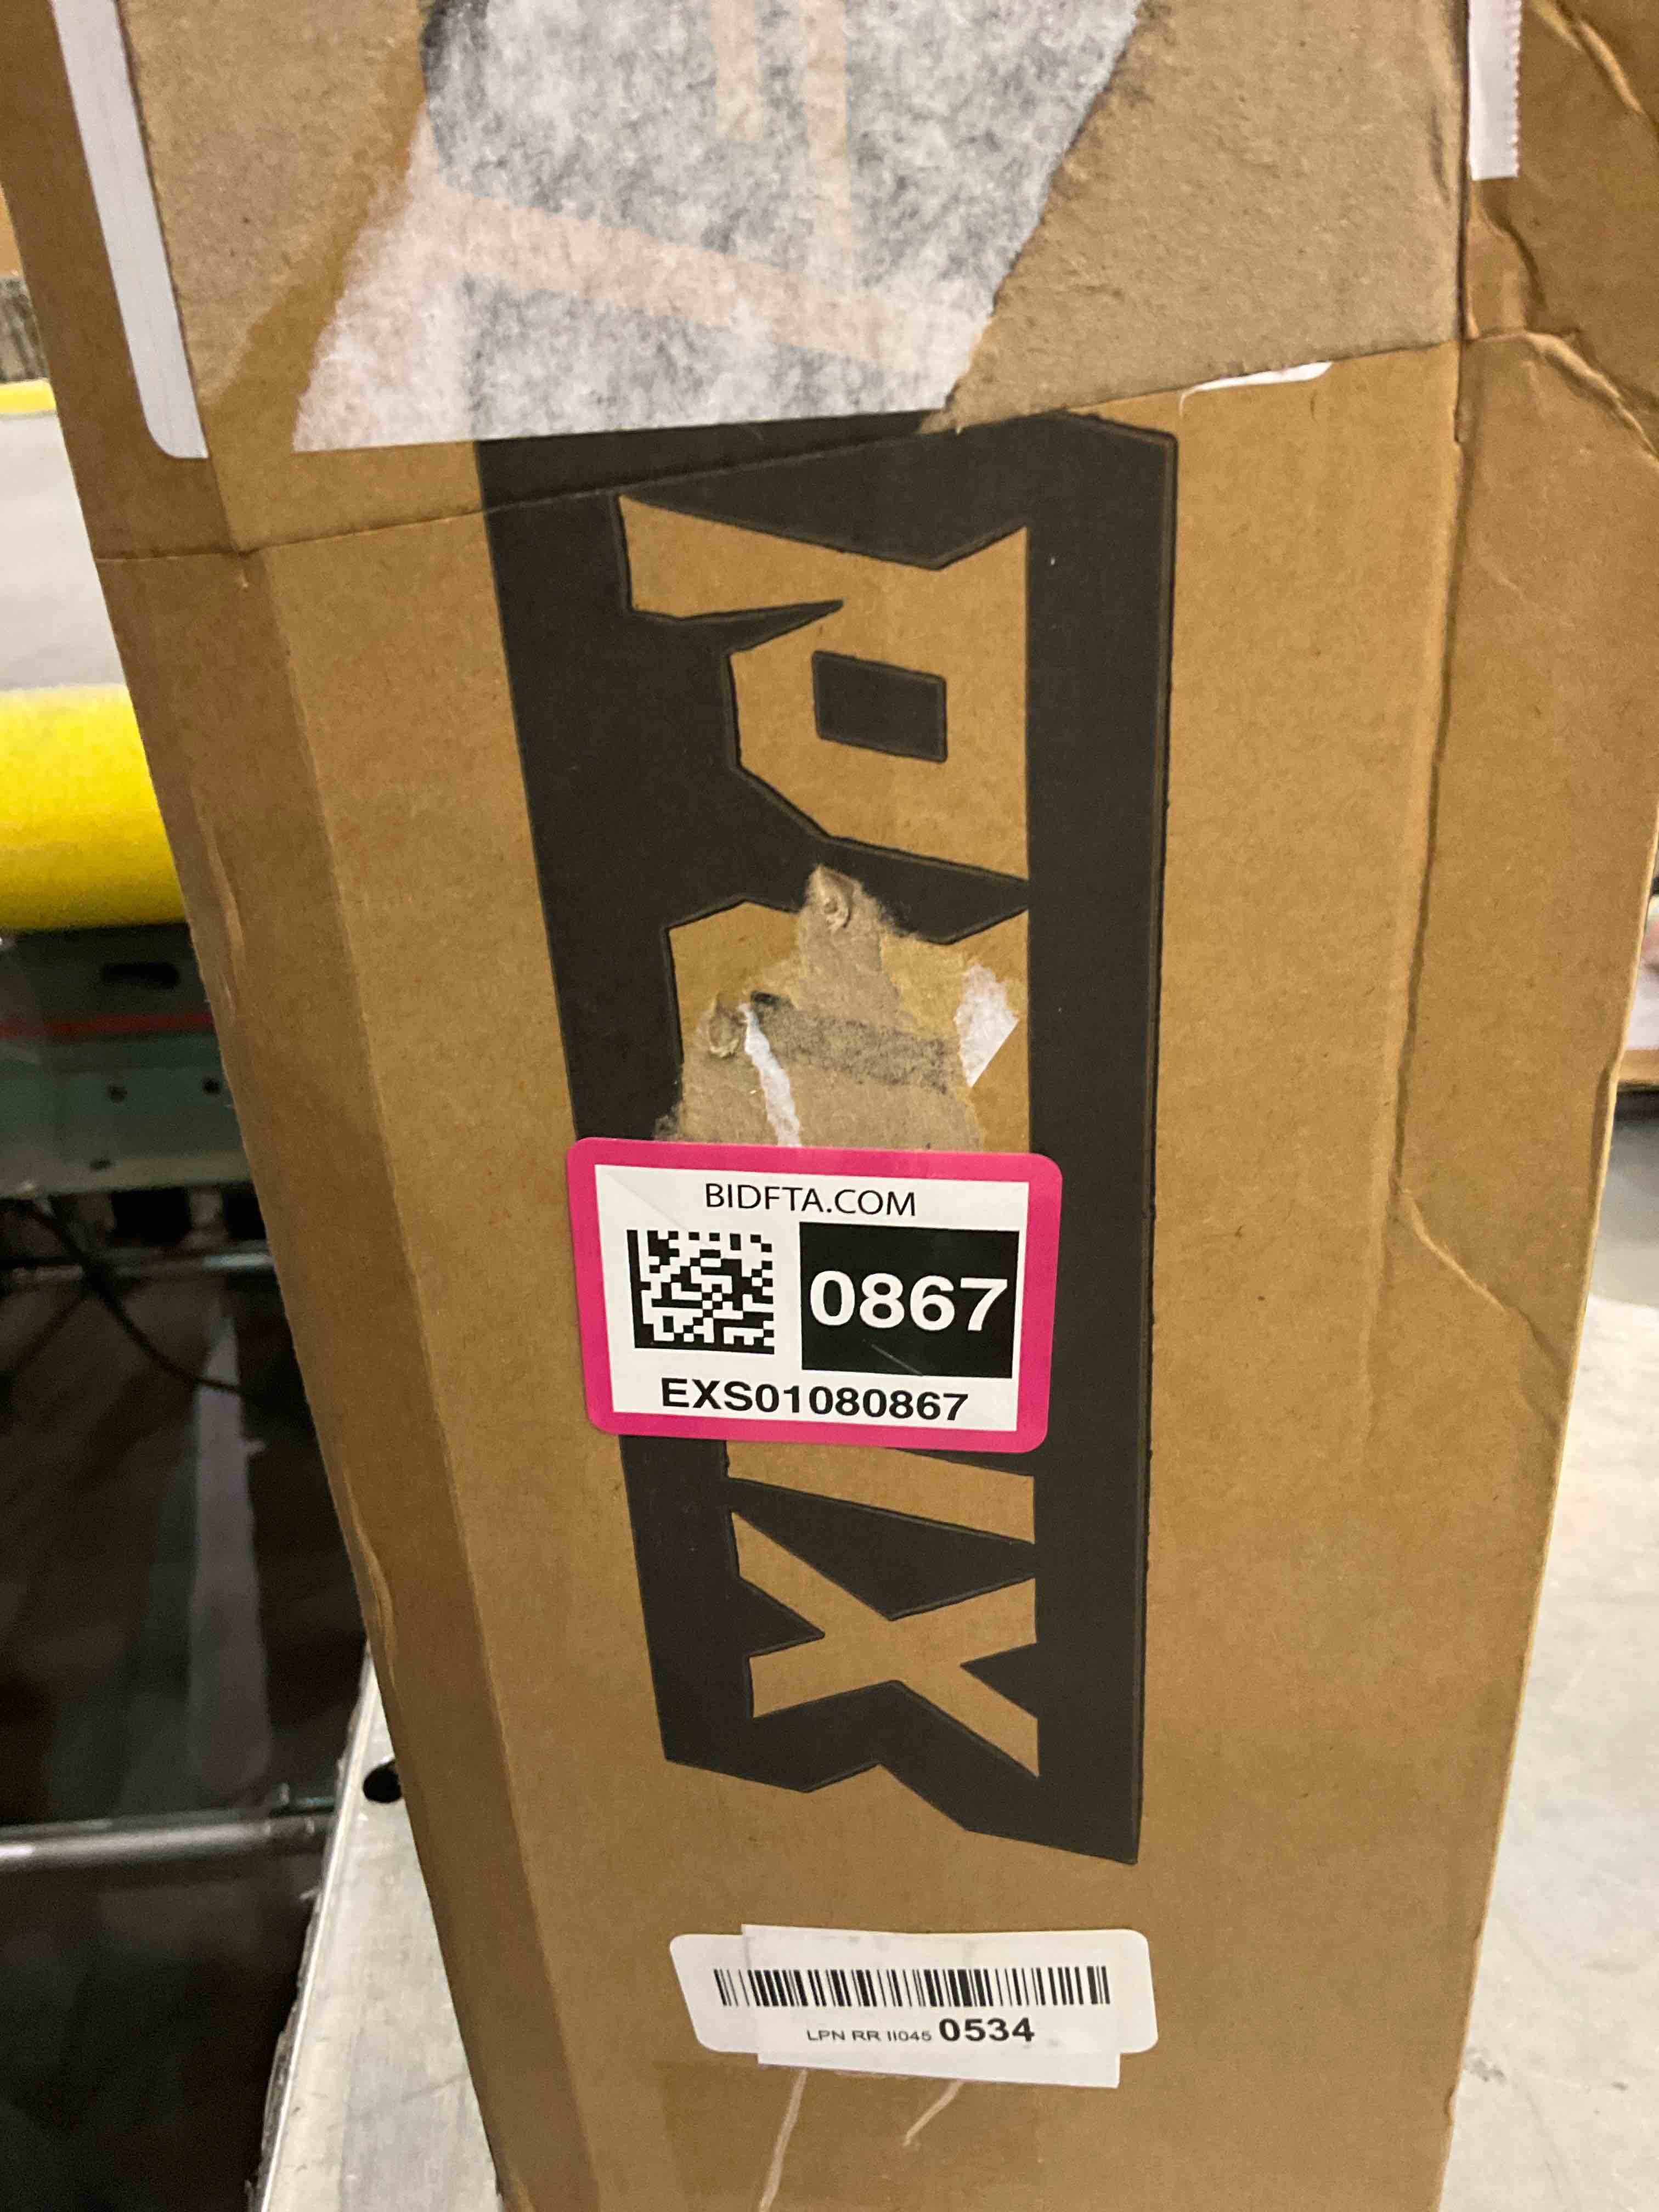 BIDFTA.COM
0867
EXS01080867
LPN RR II045 0534